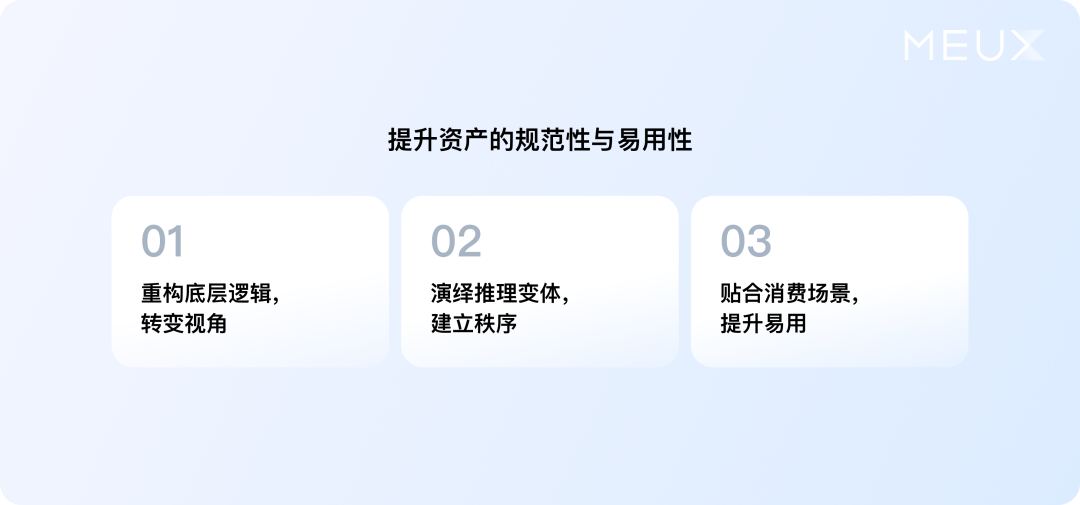 MEUX
提升资产的规范性与易用性
01
重构底层逻辑,
转变视角
02
演绎推理变体,
建立秩序
03
贴合消费场景,
提升易用